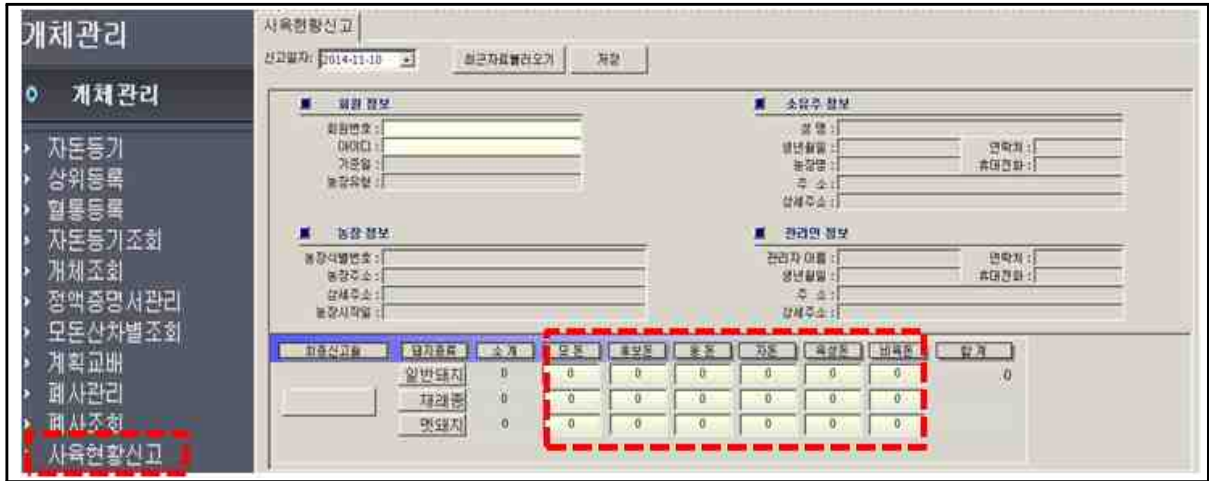 개체관리
개체관리
자돈등기
상위등록
혈통등록
자돈등기조회
개체조회
정액증명서관리
모돈산차별조회
계획교배
폐사관리
폐사조회
사육현황신고
사육현황신고
신고일자: 2014-11-10 최근자료불러오기 저장
회원 정보
회원번호 :
아이디 :
기준일 :
농장유형 :
소유주 정보
성 명 :
생년월일 : 연락처 :
농장명 : 휴대전화 :
주 소 :
상세주소 :
농장 정보
농장식별번호 :
농장주소 :
상세주소 :
농장시작일 :
관리인 정보
관리자 이름 : 연락처 :
생년월일 : 휴대전화 :
주 소 :
상세주소 :
최종신고월 돼지종류 소 계 모 돈 후보돈 웅 돈 자돈 육성돈 비육돈 합 계
일반돼지 0 0 0 0 0 0 0 0
재래종 0 0 0 0 0 0 0
멧돼지 0 0 0 0 0 0 0